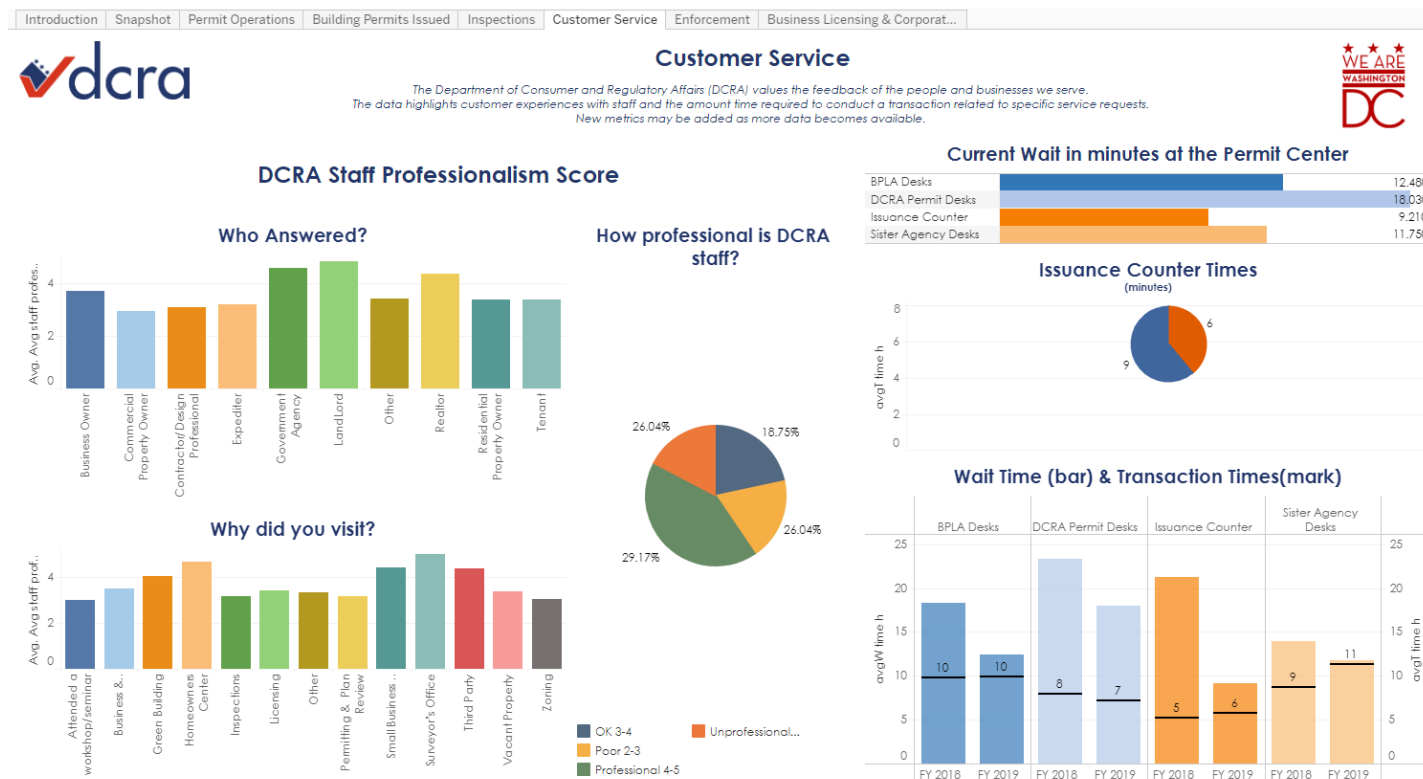 Introduction
Snapshot
Permit Operations
Building Permits Issued
Inspections
Customer Service
Enforcement
Business Licensing & Corporat...
dcra
Customer Service
The Department of Consumer and Regulatory Affairs (DCRA) values the feedback of the people and businesses we serve.
The data highlights customer experiences with staff and the amount time required to conduct a transaction related to specific service requests.
New metrics may be added as more data becomes available.
WE ARE
WASHINGTON
DC
DCRA Staff Professionalism Score
Who Answered?
Avg. Avg staff profes..
4
2
0
Business Owner
Commercial
Property Owner
Contractor/Design
Professional
Expediter
Government
Agency
LandLord
Other
Realtor
Residential
Property Owner
Tenant
Why did you visit?
Avg. Avg staff prof..
4
2
0
Attended a
workshop/seminar
Business &..
Green Building
Homeowners
Center
Inspections
Licensing
Other
Permitting & Plan
Review
Small Business ..
Surveyor's Office
Third Party
Vacant Property
Zoning
How professional is DCRA
staff?
26.04%
18.75%
26.04%
29.17%
OK 3-4
Unprofessional...
Poor 2-3
Professional 4-5
Current Wait in minutes at the Permit Center
BPLA Desks
12.480
DCRA Permit Desks
18.030
Issuance Counter
9.210
Sister Agency Desks
11.750
Issuance Counter Times
(minutes)
avgT time h
8
6
4
2
0
6
9
Wait Time (bar) & Transaction Times(mark)
BPLA Desks
DCRA Permit Desks
Issuance Counter
Sister Agency
Desks
avgW time h
25
20
15
10
5
0
10
10
8
7
5
6
9
11
25
20
15
10
5
0
avgT time h
FY 2018
FY 2019
FY 2018
FY 2019
FY 2018
FY 2019
FY 2018
FY 2019